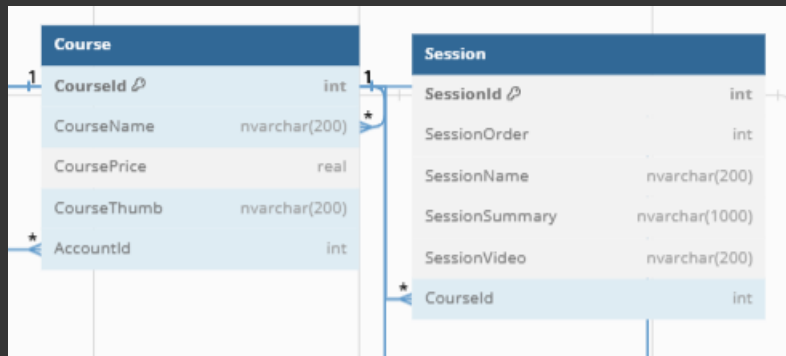 Course
1 CourseId int 1
CourseName nvarchar(200) *
CoursePrice real
CourseThumb nvarchar(200)
* AccountId int
Session
SessionId int
SessionOrder int
SessionName nvarchar(200)
SessionSummary nvarchar(1000)
SessionVideo nvarchar(200)
* CourseId int